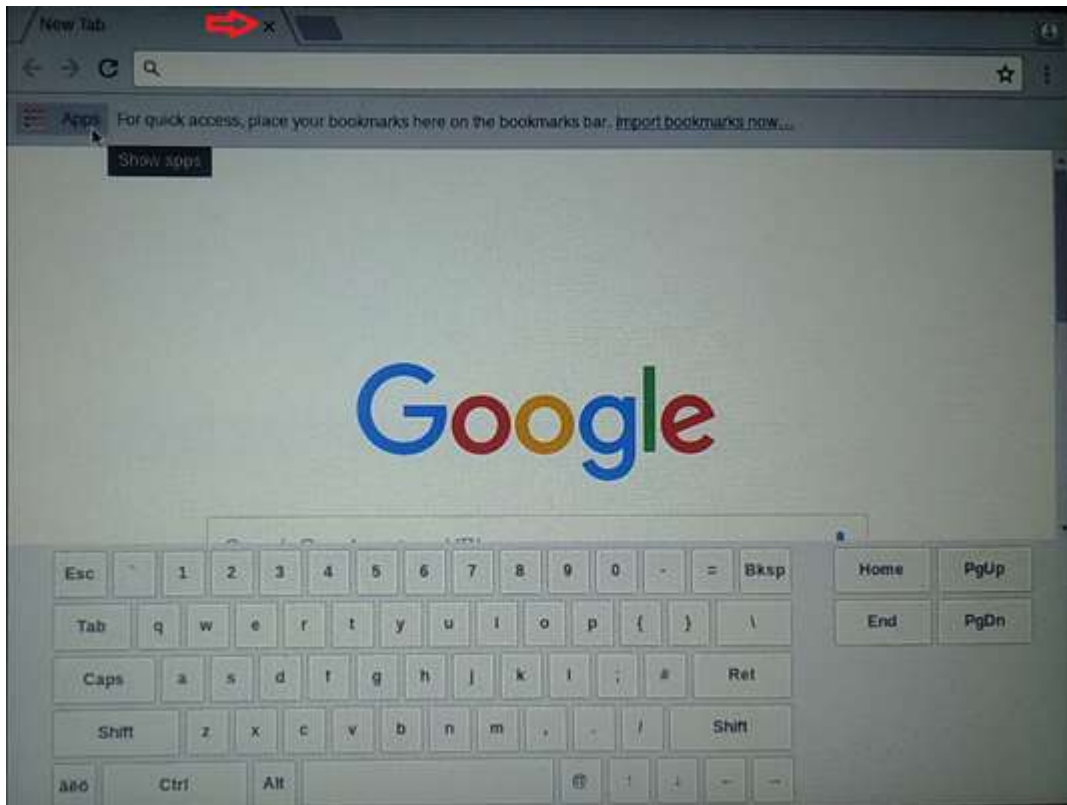 New Tab
Apps For quick access, place your bookmarks here on the bookmarks bar. Import bookmarks now...
Show apps
Google
Esc ` 1 2 3 4 5 6 7 8 9 0 - = Bksp Home PgUp
Tab q w e r t y u i o p { } \ End PgDn
Caps a s d f g h j k l ; # Ret
Shift z x c v b n m , . / Shift
äëö Ctrl Alt @ ↑ ↓ ← →